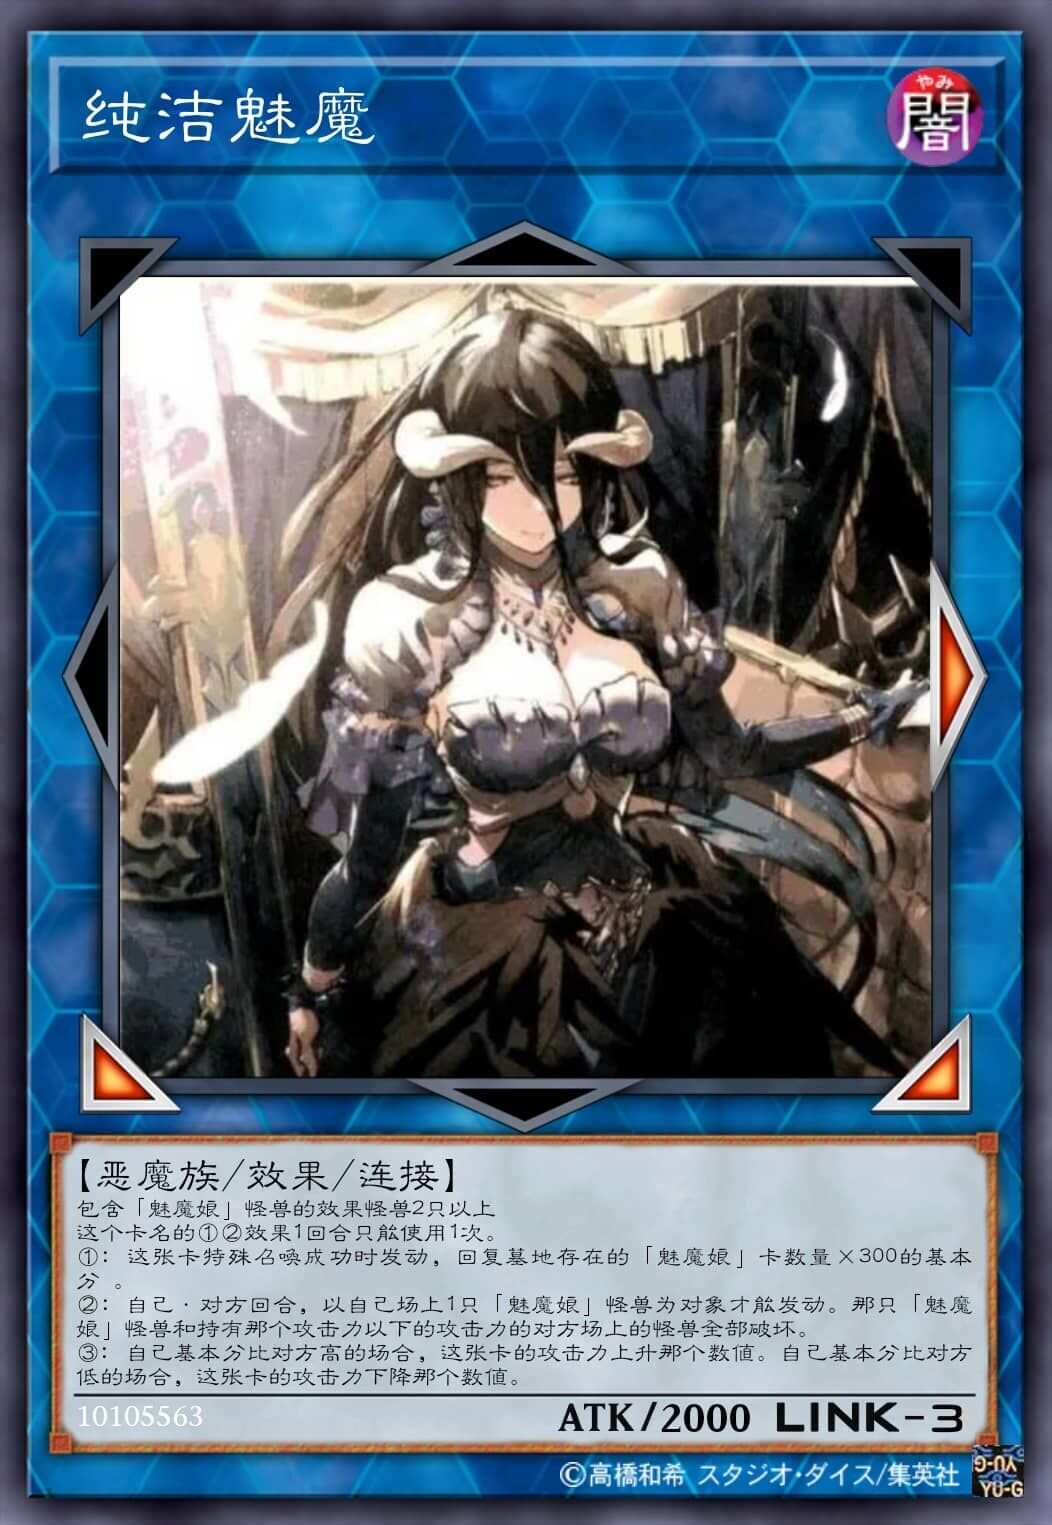 纯洁魅魔
やみ
闇
【恶魔族/效果/连接】
包含「魅魔娘」怪兽的效果怪兽2只以上
这个卡名的①②效果1回合只能使用1次。
①：这张卡特殊召唤成功时发动，回复墓地存在的「魅魔娘」卡数量×300的基本
分 。
②：自己·对方回合，以自己场上1只「魅魔娘」怪兽为对象才能发动。那只「魅魔
娘」怪兽和持有那个攻击力以下的攻击力的对方场上的怪兽全部破坏。
③：自己基本分比对方高的场合，这张卡的攻击力上升那个数值。自己基本分比对方
低的场合，这张卡的攻击力下降那个数值。
10105563 ATK/2000 LINK-3
©高橋和希 スタジオ·ダイス/集英社
YU-G
YU-G